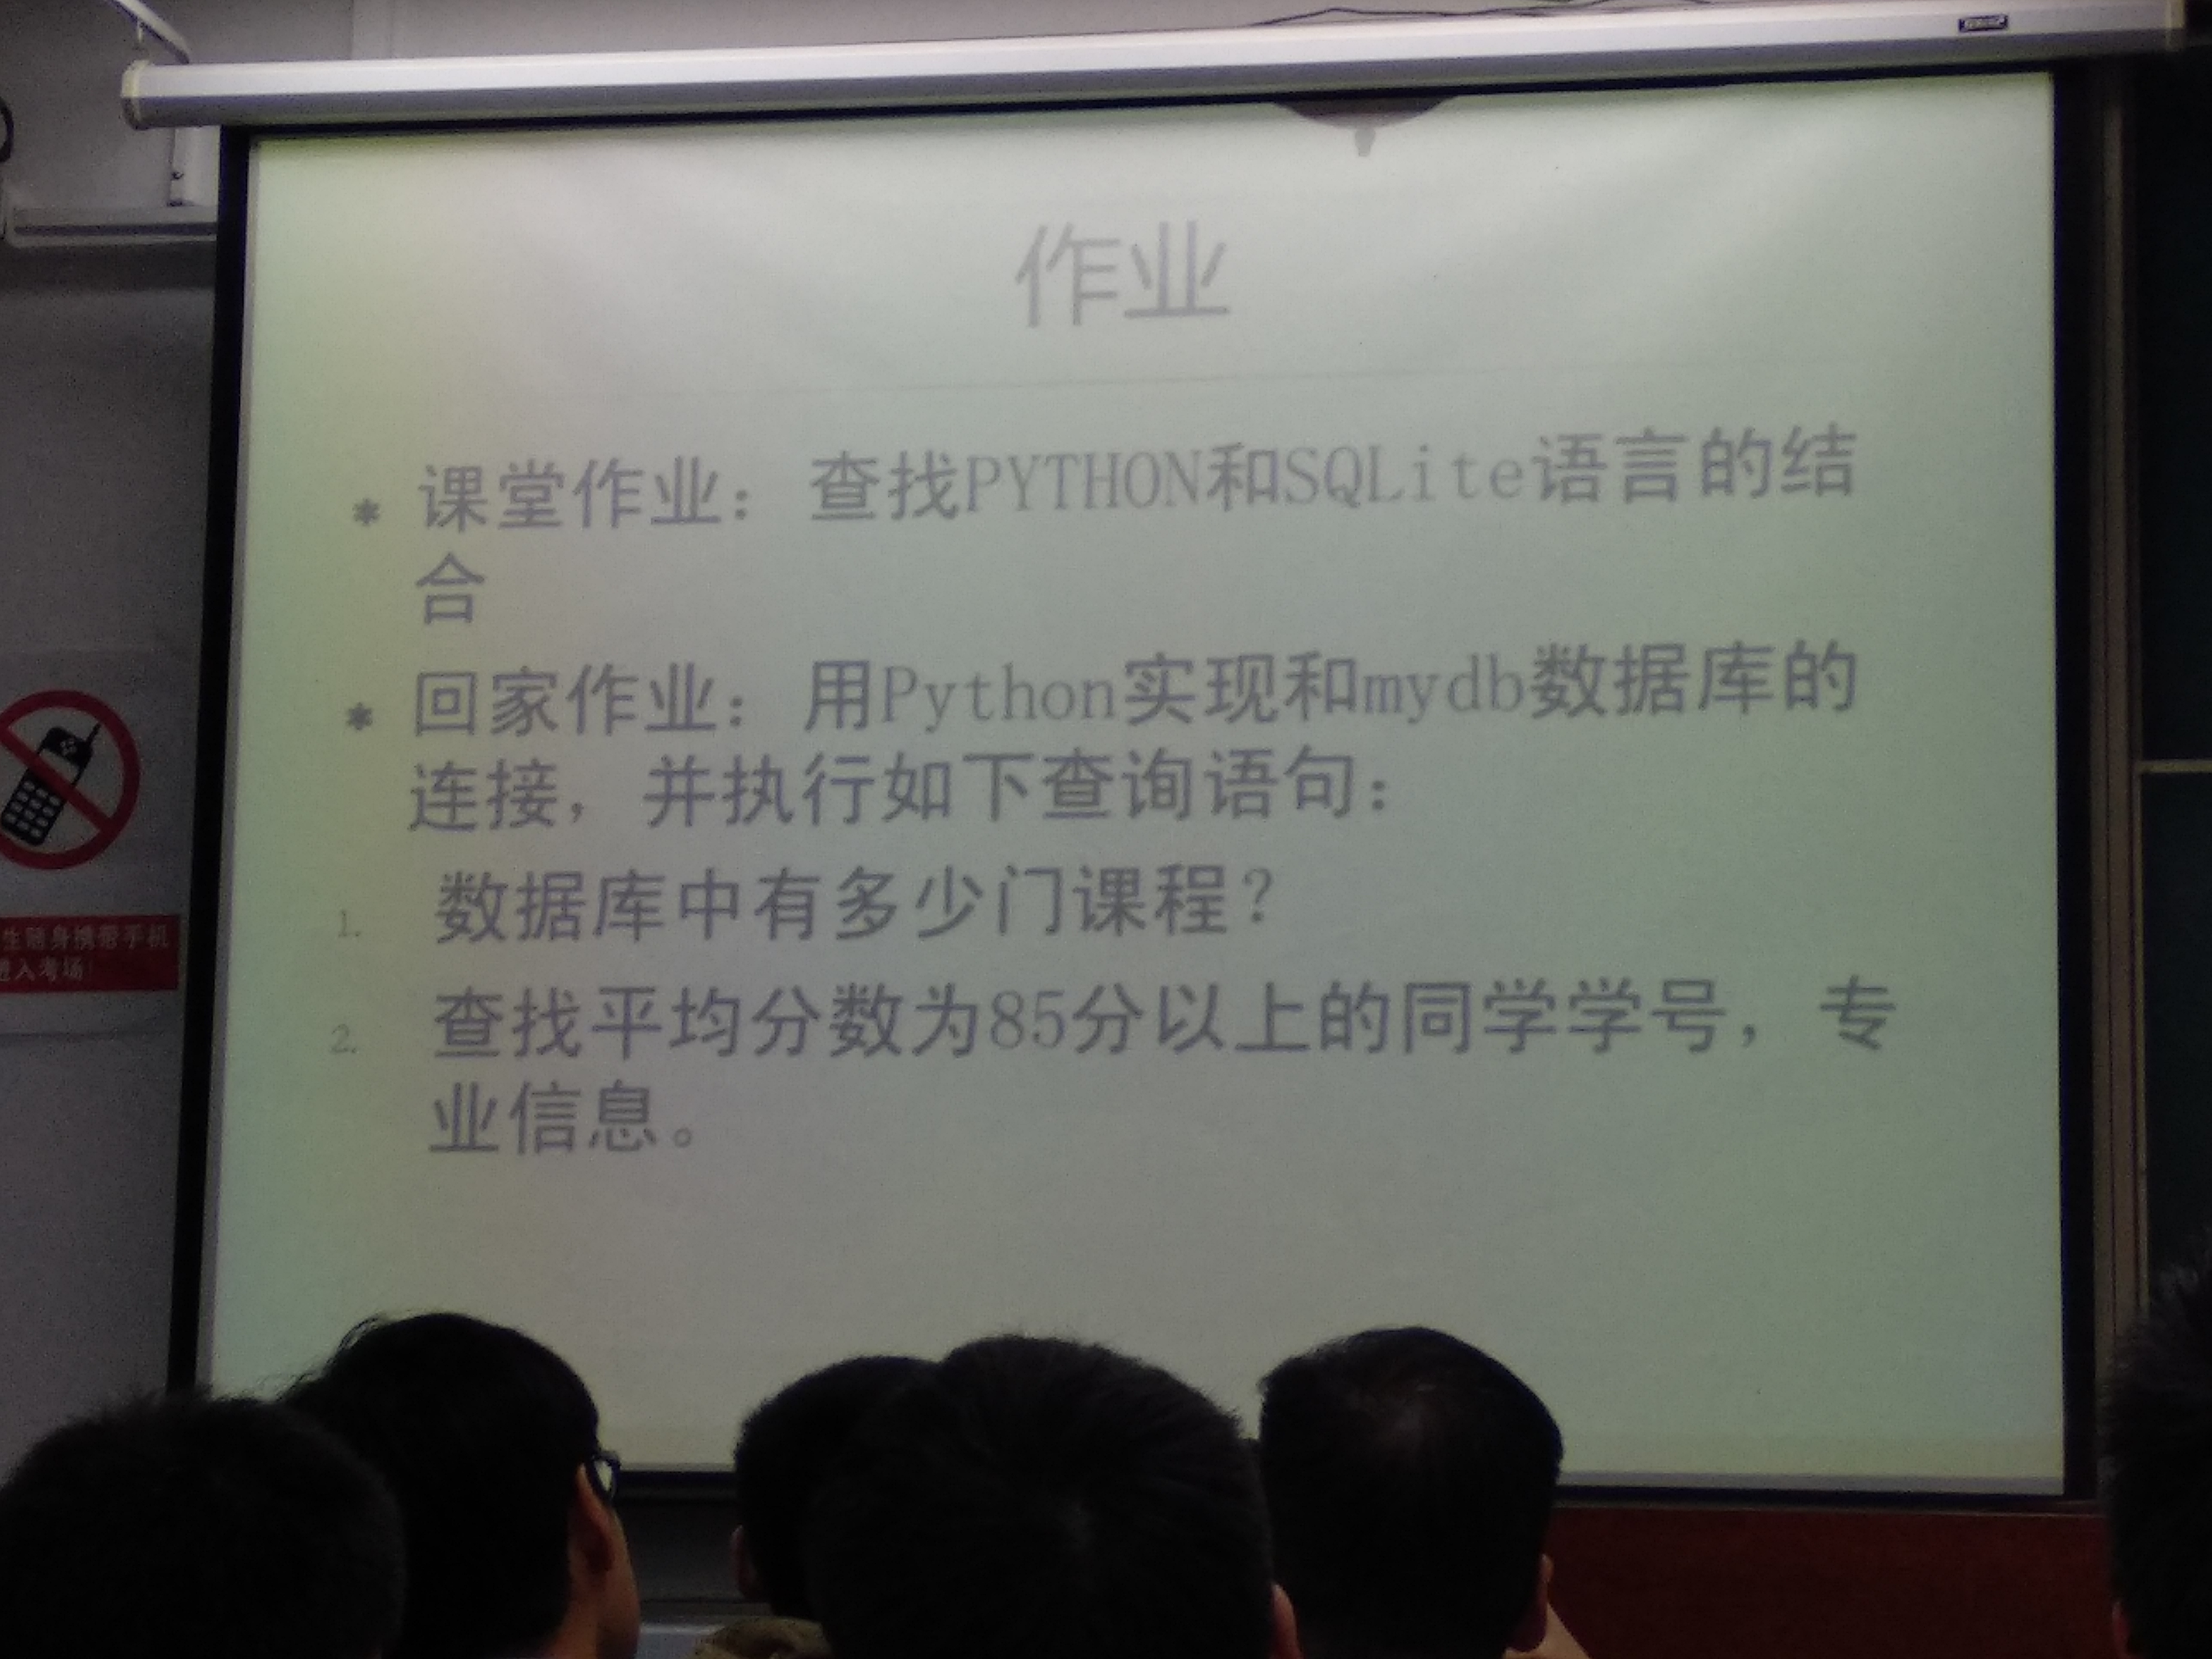 作业
* 课堂作业：查找PYTHON和SQLite语言的结
合
* 回家作业：用Python实现和mydb数据库的
连接，并执行如下查询语句：
1. 数据库中有多少门课程？
2. 查找平均分数为85分以上的同学学号，专
业信息。
生随身携带手机
进入考场！